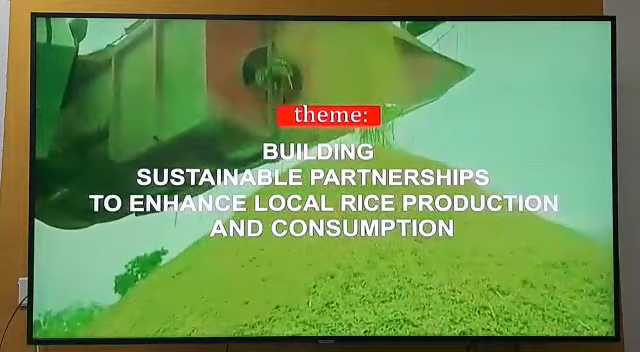 theme:
BUILDING
SUSTAINABLE PARTNERSHIPS
TO ENHANCE LOCAL RICE PRODUCTION
AND CONSUMPTION